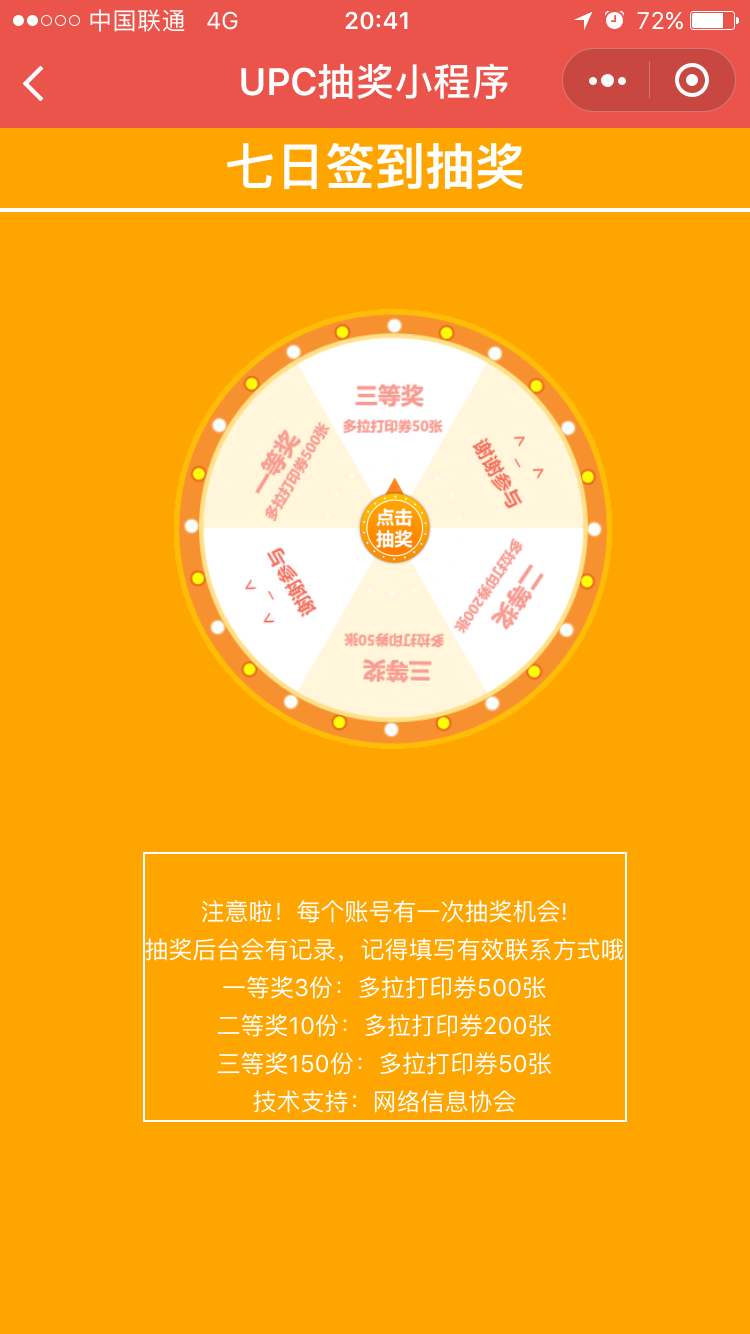 中国联通 4G 20:41 72%
UPC抽奖小程序
七日签到抽奖
三等奖
多拉打印券50张
一等奖
多拉打印券500张
谢谢参与
点击
抽奖
谢谢参与
二等奖
多拉打印券200张
多拉打印券50张
三等奖
注意啦！每个账号有一次抽奖机会!
抽奖后台会有记录，记得填写有效联系方式哦
一等奖3份：多拉打印券500张
二等奖10份：多拉打印券200张
三等奖150份：多拉打印券50张
技术支持：网络信息协会